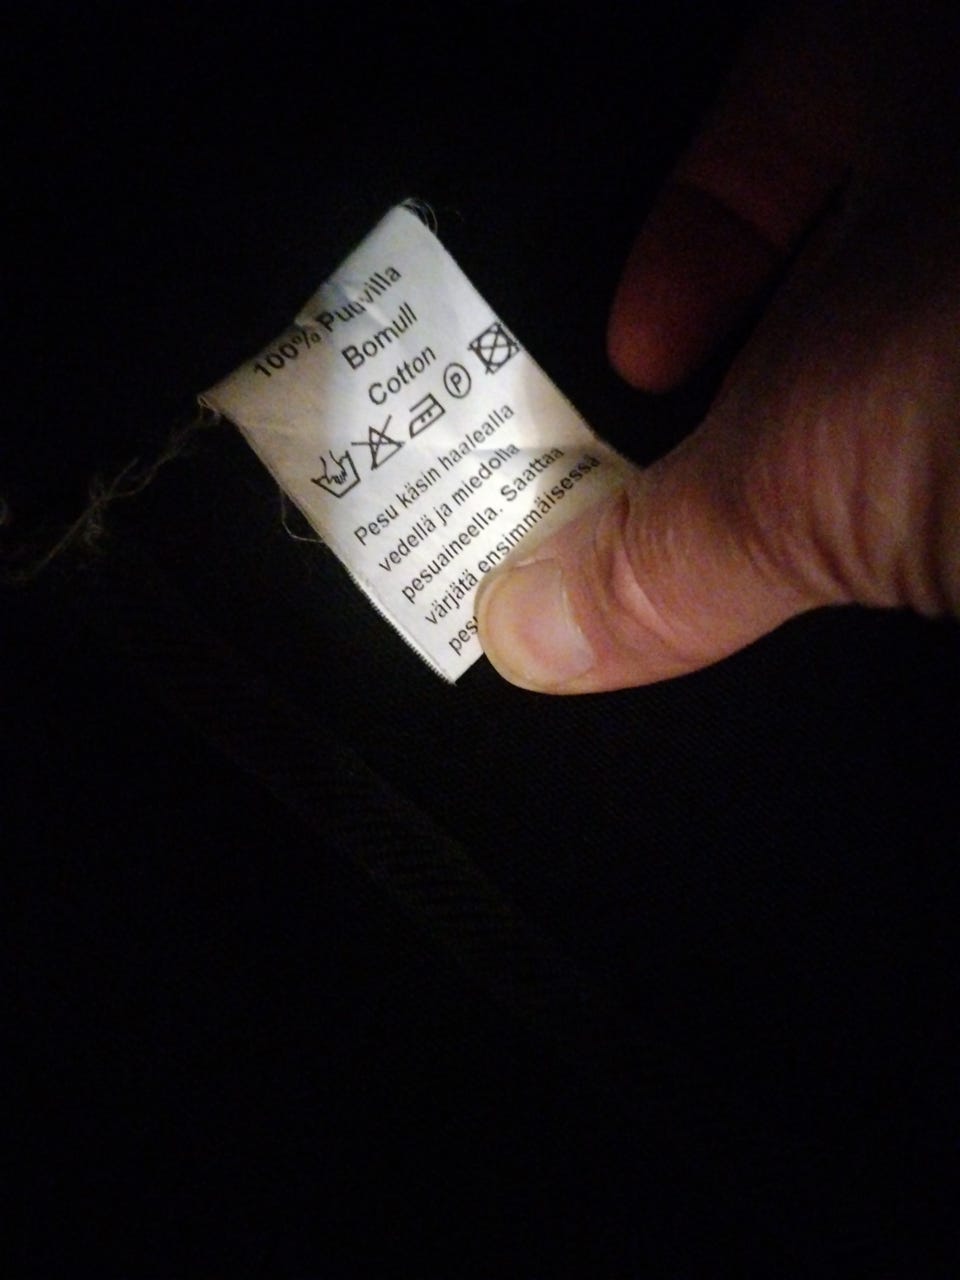 100% Puuvilla
Bomull
Cotton
P
Pesu käsin haalealla
vedellä ja miedolla
pesuaineella. Saattaa
värjätä ensimmäisessä